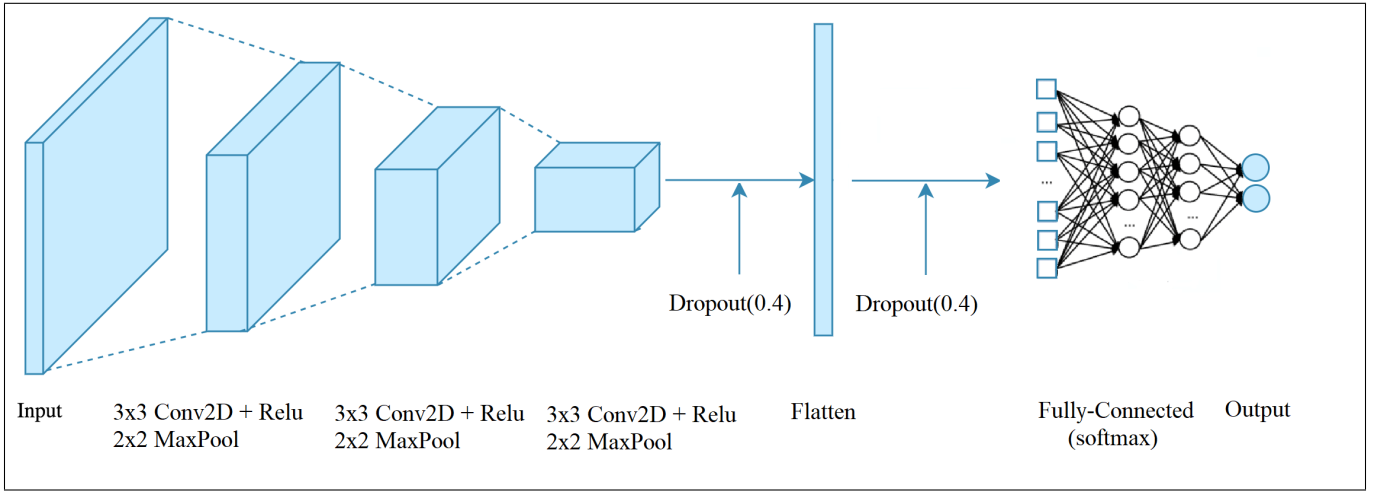 ...
...
...
Dropout(0.4)
Dropout(0.4)
Input
3x3 Conv2D + Relu
2x2 MaxPool
3x3 Conv2D + Relu
2x2 MaxPool
3x3 Conv2D + Relu
2x2 MaxPool
Flatten
Fully-Connected
(softmax)
Output